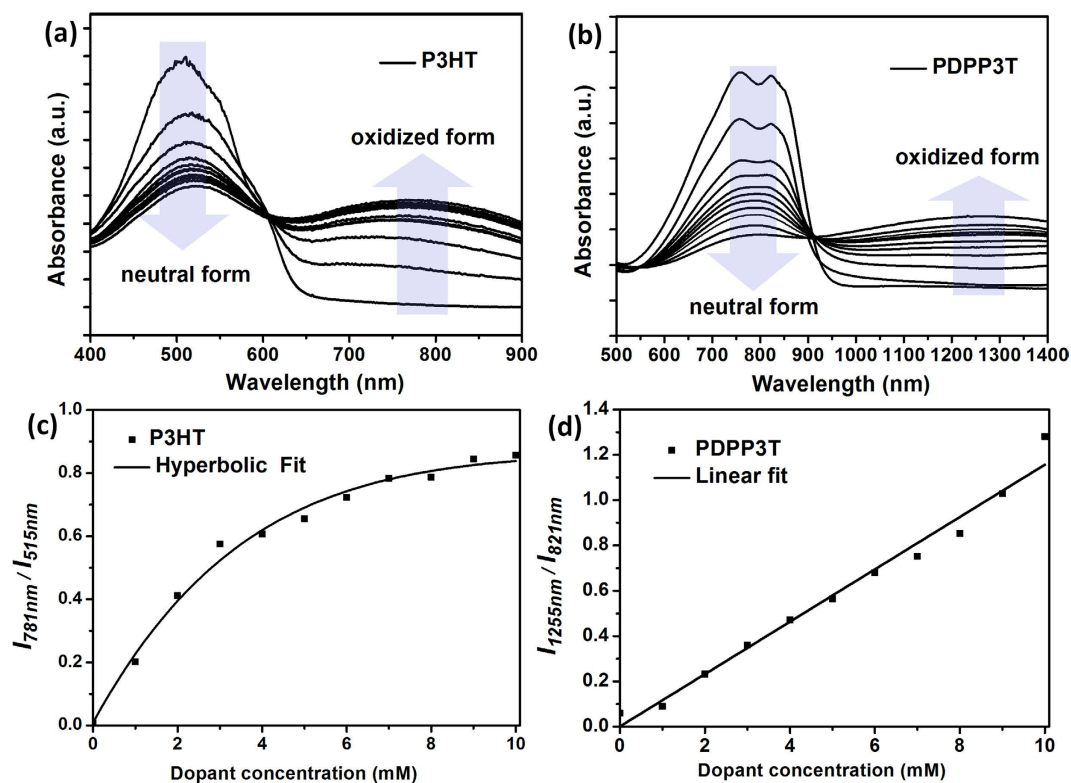 (a)
P3HT
oxidized form
neutral form
Absorbance (a.u.)
400 500 600 700 800 900
Wavelength (nm)
(b)
PDPP3T
oxidized form
neutral form
Absorbance (a.u.)
500 600 700 800 900 1000 1100 1200 1300 1400
Wavelength (nm)
(c)
P3HT
Hyperbolic Fit
I781nm / I515nm
1.0
0.8
0.6
0.4
0.2
0.0
0 2 4 6 8 10
Dopant concentration (mM)
(d)
PDPP3T
Linear fit
I1255nm / I821nm
1.4
1.2
1.0
0.8
0.6
0.4
0.2
0.0
0 2 4 6 8 10
Dopant concentration (mM)